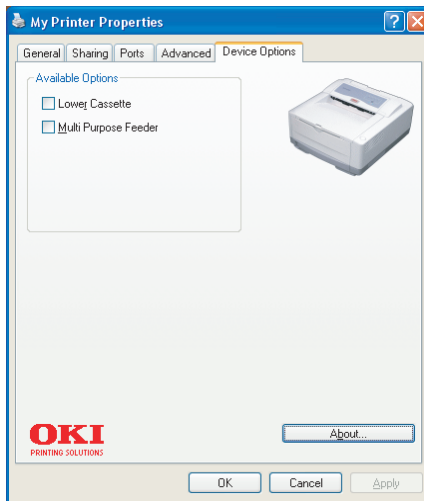 My Printer Properties
General Sharing Ports Advanced Device Options
Available Options
Lower Cassette
Multi Purpose Feeder
OKI
PRINTING SOLUTIONS
About...
OK Cancel Apply